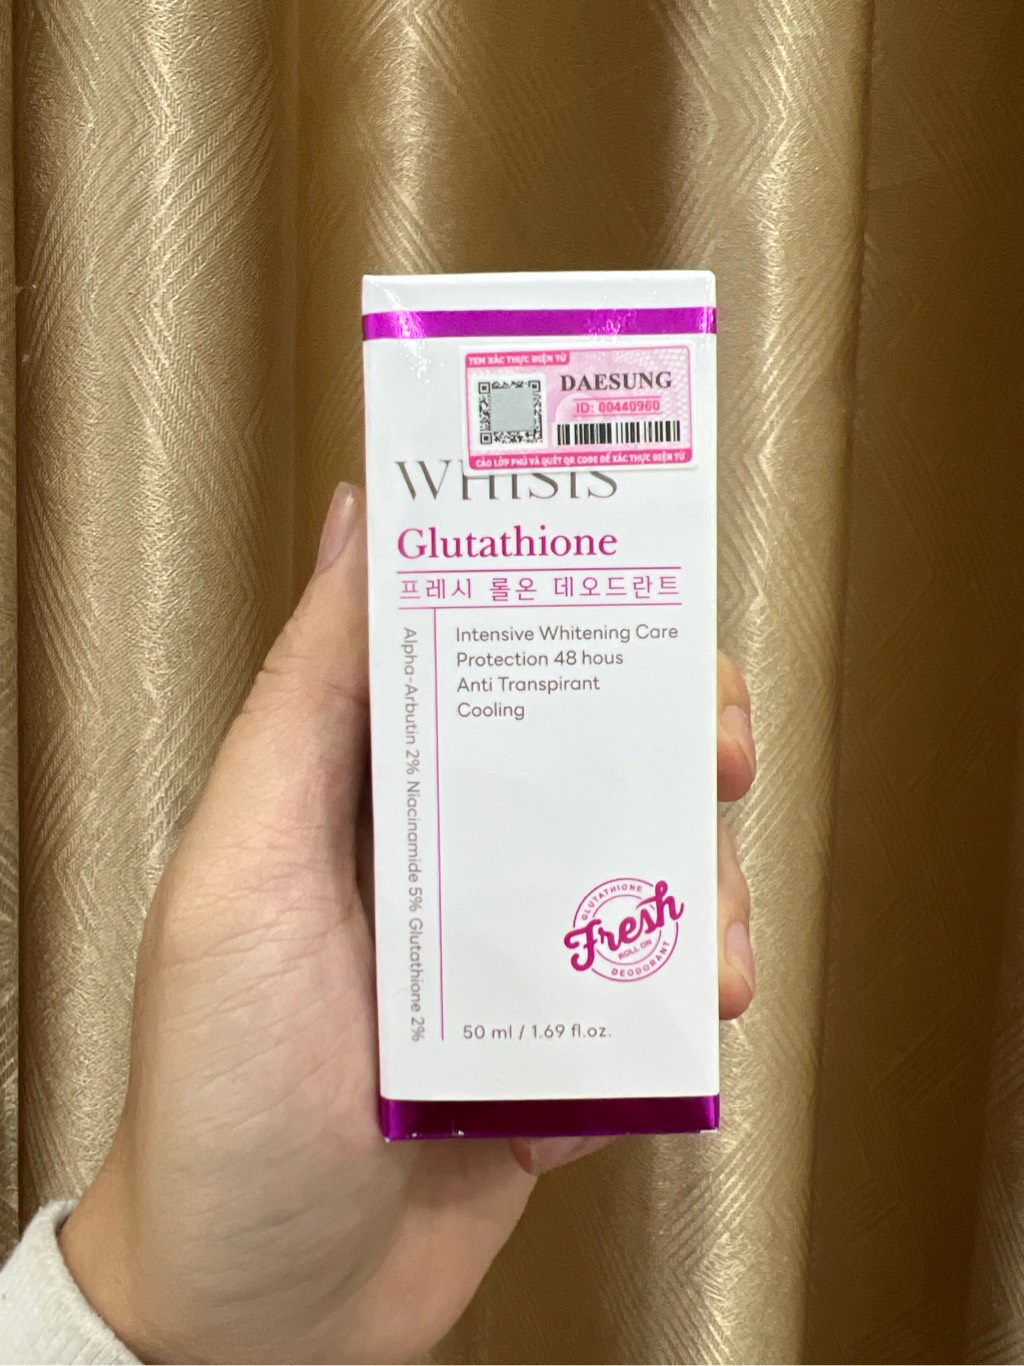 TEM XÁC THỰC ĐIỆN TỬ
DAESUNG
ID: 00440960
CÀO LỚP PHỦ VÀ QUÉT QR CODE ĐỂ XÁC THỰC ĐIỆN TỬ
WHISIS
Glutathione
프레시 롤온 데오드란트
Alpha-Arbutin 2% Niacinamide 5% Glutathione 2%
Intensive Whitening Care
Protection 48 hous
Anti Transpirant
Cooling
GLUTATHIONE
Fresh
ROLL ON
DEODORANT
50 ml / 1.69 fl.oz.